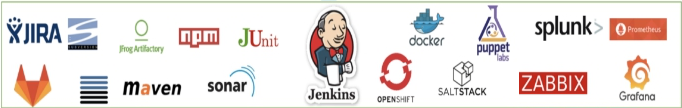 JIRA
JFrog Artifactory
npm
JUnit
docker
puppet
labs
splunk>
Prometheus
maven
sonar
Jenkins
OPENSHIFT
SALTSTACK
ZABBIX
Grafana